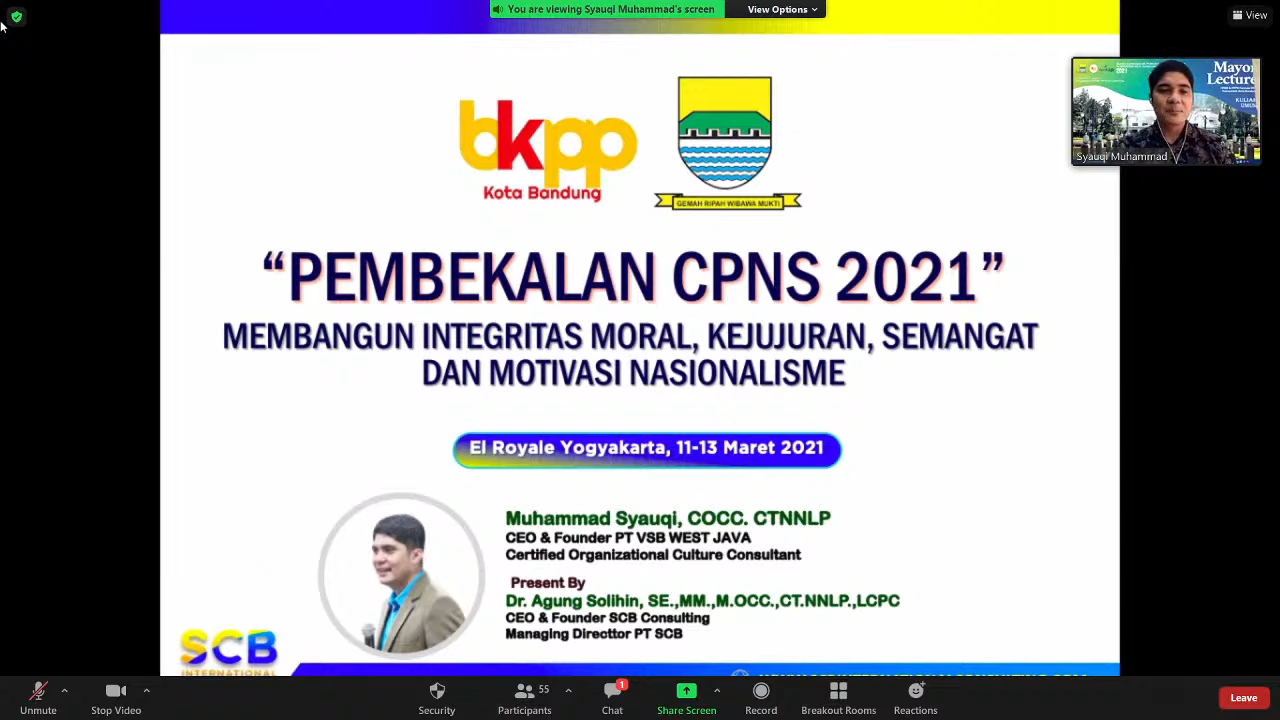 You are viewing Syauqi Muhammad's screen
View Options
View
bkpp
Kota Bandung
GEMAH RIPAH WIBAWA MUKTI
Mayor
Lecture
2021
KULIAH
UMUM
Syauqi Muhammad
“PEMBEKALAN CPNS 2021”
MEMBANGUN INTEGRITAS MORAL, KEJUJURAN, SEMANGAT
DAN MOTIVASI NASIONALISME
El Royale Yogyakarta, 11-13 Maret 2021
Muhammad Syauqi, COCC. CTNNLP
CEO & Founder PT VSB WEST JAVA
Certified Organizational Culture Consultant
Present By
Dr. Agung Solihin, SE.,MM.,M.OCC.,CT.NNLP.,LCPC
CEO & Founder SCB Consulting
Managing Directtor PT SCB
SCB
INTERNATIONAL
Unmute
Stop Video
Security
55
Participants
1
Chat
Share Screen
Record
Breakout Rooms
Reactions
Leave